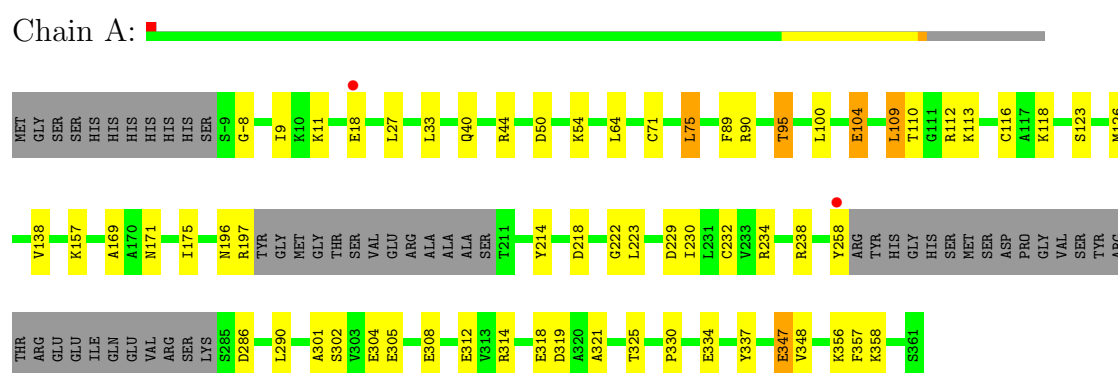 Chain A:
MET GLY SER SER HIS HIS HIS HIS HIS HIS SER S-9 G-8 I9 K10 K11 E18 L27 L33 Q40 R44 D50 K54 L64 C71 L75 F89 R90 T95 L100 E104 L109 T110 G111 R112 K113 C116 A117 K118 S123 M126
V138 K157 A169 A170 N171 I175 N196 R197 TYR GLY MET GLY THR SER VAL GLU ARG ALA ALA ALA SER T211 Y214 D218 G222 L223 D229 I230 L231 C232 V233 R234 R238 Y258 ARG TYR HIS GLY HIS SER MET SER ASP PRO GLY VAL SER TYR ARG
THR ARG GLU GLU ILE GLN GLU VAL ARG SER LYS S285 D286 L290 A301 S302 V303 E304 E305 E308 E312 V313 R314 E318 D319 A320 A321 T325 P330 E334 Y337 E347 V348 K356 F357 K358 S361